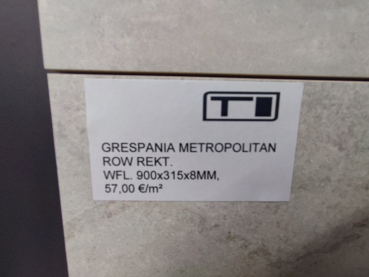 GRESPANIA METROPOLITAN
ROW REKT.
WFL. 900x315x8MM,
57,00 €/m²